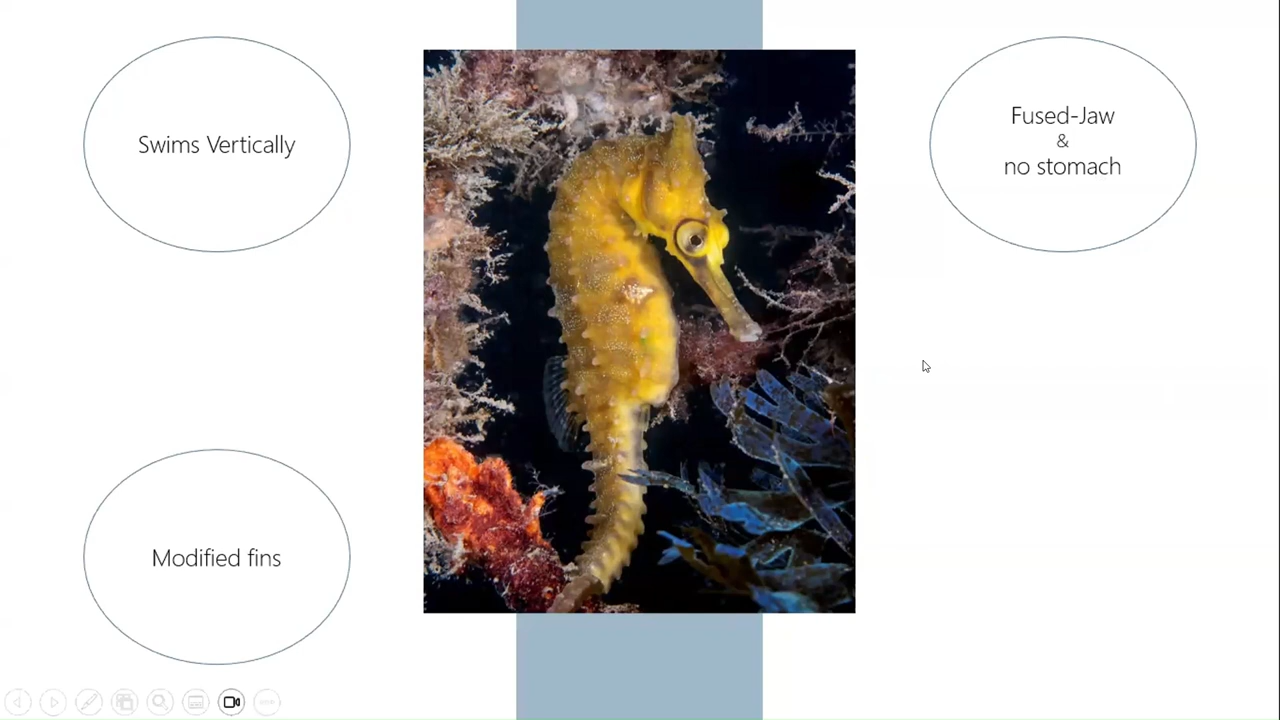 Swims Vertically
Fused-Jaw
&
no stomach
Modified fins